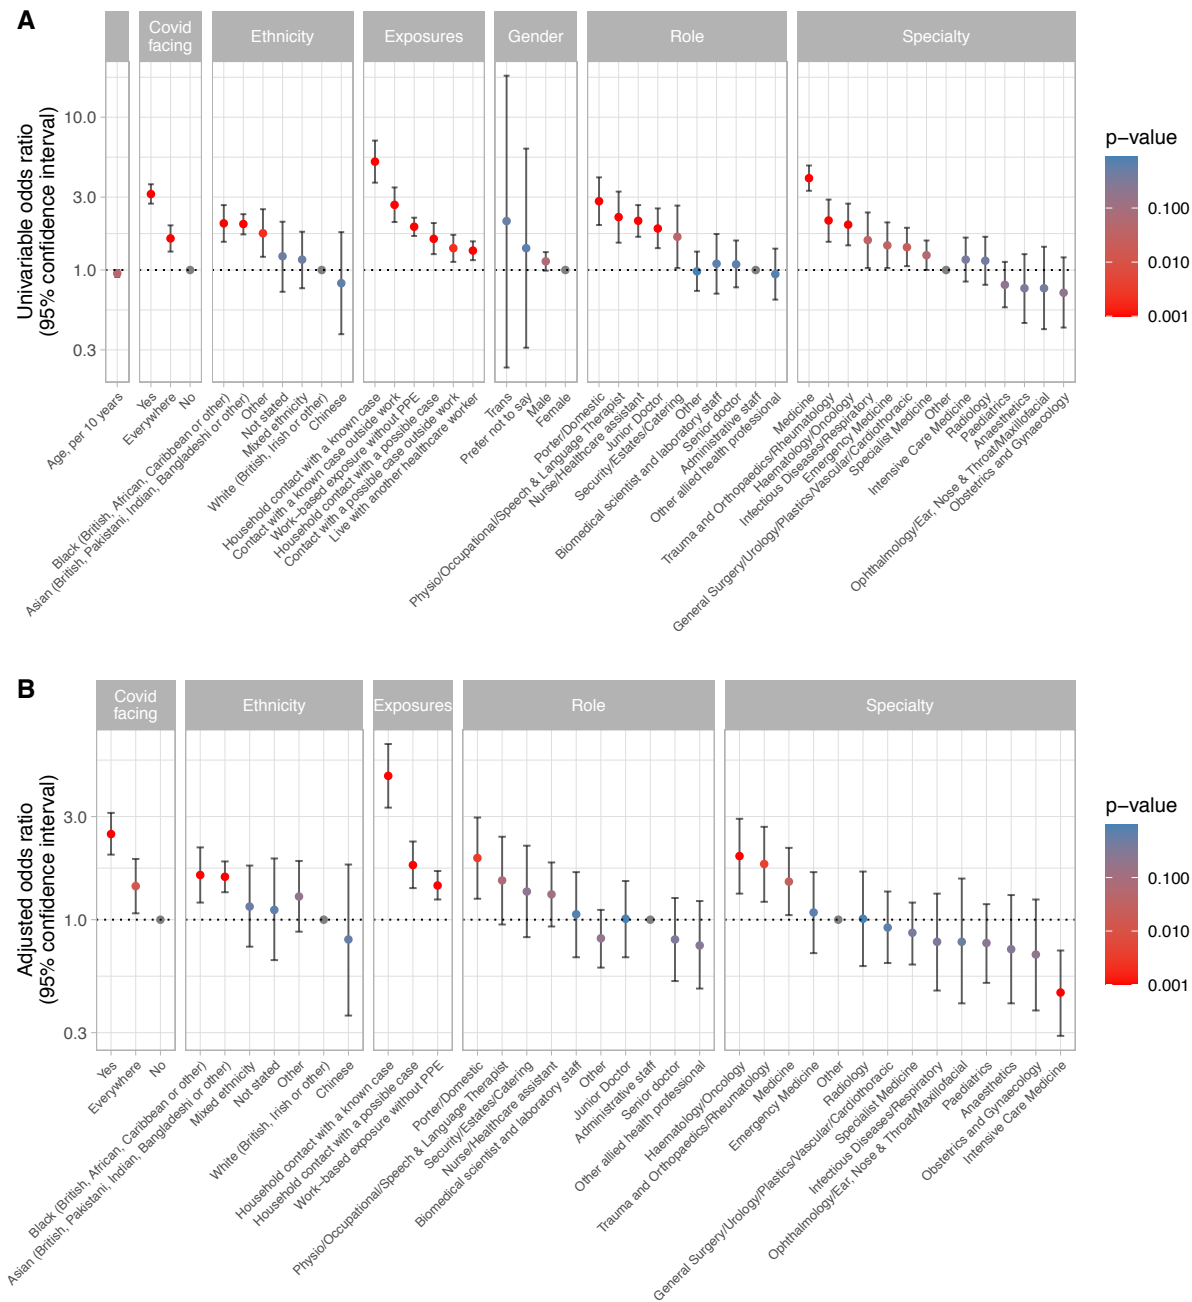 A
Covid
facing
Ethnicity
Exposures
Gender
Role
Specialty
Univariable odds ratio
(95% confidence interval)
10.0
3.0
1.0
0.3
Age, per 10 years
Yes
Everywhere
No
Black (British, African, Caribbean or other)
Asian (British, Pakistani, Indian, Bangladeshi or other)
Other
Not stated
Mixed ethnicity
White (British, Irish or other)
Chinese
Household contact with a known case
Contact with a known case outside work
Work−based exposure without PPE
Household contact with a possible case
Contact with a possible case outside work
Live with another healthcare worker
Trans
Prefer not to say
Male
Female
Porter/Domestic
Physio/Occupational/Speech & Language Therapist
Nurse/Healthcare assistant
Junior Doctor
Security/Estates/Catering
Other
Biomedical scientist and laboratory staff
Senior doctor
Administrative staff
Other allied health professional
Medicine
Trauma and Orthopaedics/Rheumatology
Haematology/Oncology
Infectious Diseases/Respiratory
Emergency Medicine
General Surgery/Urology/Plastics/Vascular/Cardiothoracic
Specialist Medicine
Other
Intensive Care Medicine
Radiology
Paediatrics
Anaesthetics
Ophthalmology/Ear, Nose & Throat/Maxillofacial
Obstetrics and Gynaecology
p−value
0.100
0.010
0.001
B
Covid
facing
Ethnicity
Exposures
Role
Specialty
Adjusted odds ratio
(95% confidence interval)
3.0
1.0
0.3
Yes
Everywhere
No
Black (British, African, Caribbean or other)
Asian (British, Pakistani, Indian, Bangladeshi or other)
Mixed ethnicity
Not stated
Other
White (British, Irish or other)
Chinese
Household contact with a known case
Household contact with a possible case
Work−based exposure without PPE
Porter/Domestic
Physio/Occupational/Speech & Language Therapist
Security/Estates/Catering
Nurse/Healthcare assistant
Biomedical scientist and laboratory staff
Other
Junior Doctor
Administrative staff
Senior doctor
Other allied health professional
Haematology/Oncology
Trauma and Orthopaedics/Rheumatology
Medicine
Emergency Medicine
Other
Radiology
General Surgery/Urology/Plastics/Vascular/Cardiothoracic
Specialist Medicine
Infectious Diseases/Respiratory
Ophthalmology/Ear, Nose & Throat/Maxillofacial
Paediatrics
Anaesthetics
Obstetrics and Gynaecology
Intensive Care Medicine
p−value
0.100
0.010
0.001